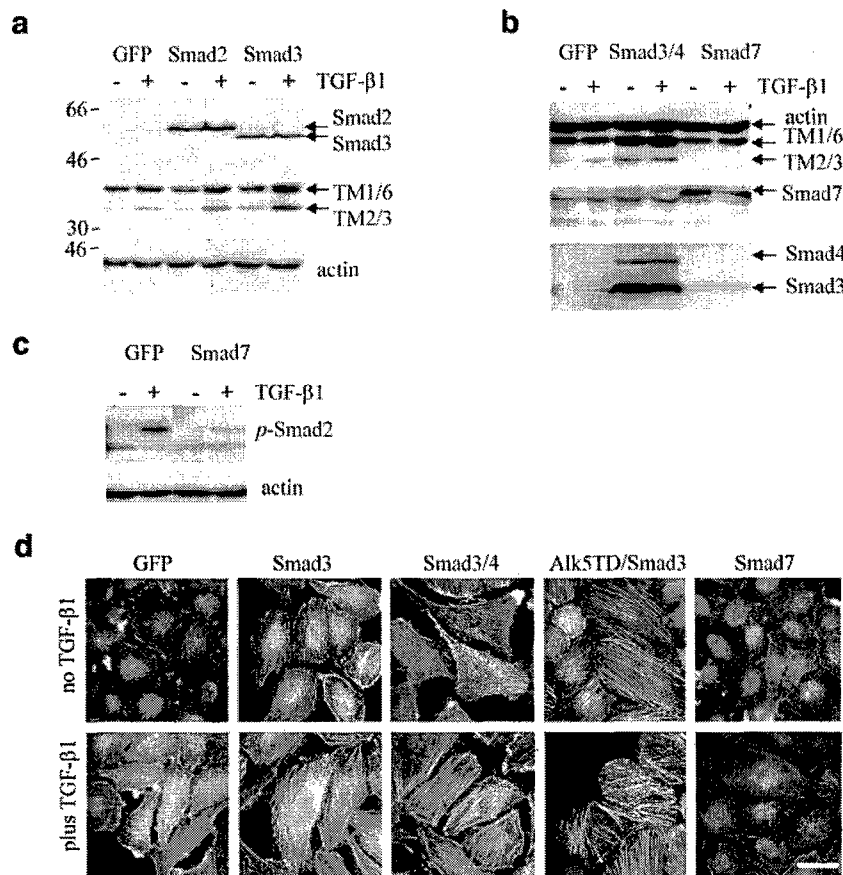 a
GFP Smad2 Smad3
- + - + - + TGF-β1
66-
Smad2
Smad3
46-
TM1/6
TM2/3
30-
46-
actin
b
GFP Smad3/4 Smad7
- + - + - + TGF-β1
actin
TM1/6
TM2/3
Smad7
Smad4
Smad3
c
GFP Smad7
- + - + TGF-β1
p-Smad2
actin
d
GFP Smad3 Smad3/4 Alk5TD/Smad3 Smad7
no TGF-β1
plus TGF-β1